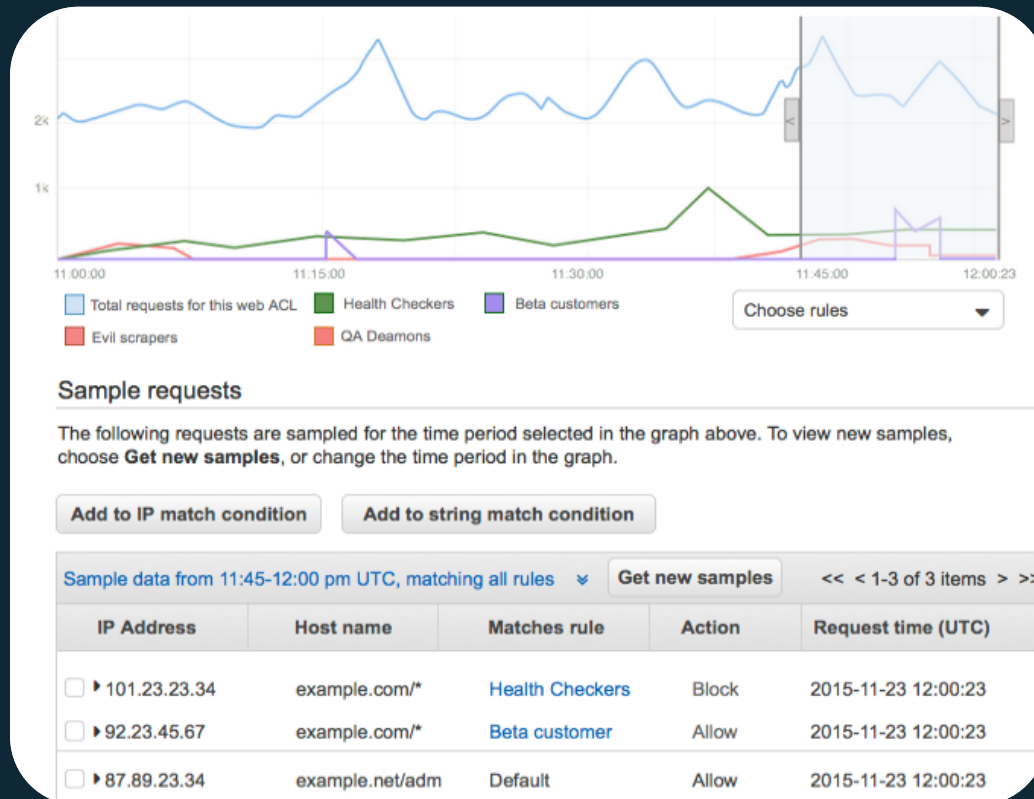 2k
1k
11:00:00 11:15:00 11:30:00 11:45:00 12:00:23
Total requests for this web ACL Health Checkers Beta customers
Evil scrapers QA Deamons
Choose rules
Sample requests
The following requests are sampled for the time period selected in the graph above. To view new samples,
choose Get new samples, or change the time period in the graph.
Add to IP match condition Add to string match condition
Sample data from 11:45-12:00 pm UTC, matching all rules Get new samples << < 1-3 of 3 items > >>
IP Address Host name Matches rule Action Request time (UTC)
101.23.23.34 example.com/* Health Checkers Block 2015-11-23 12:00:23
92.23.45.67 example.com/* Beta customer Allow 2015-11-23 12:00:23
87.89.23.34 example.net/adm Default Allow 2015-11-23 12:00:23